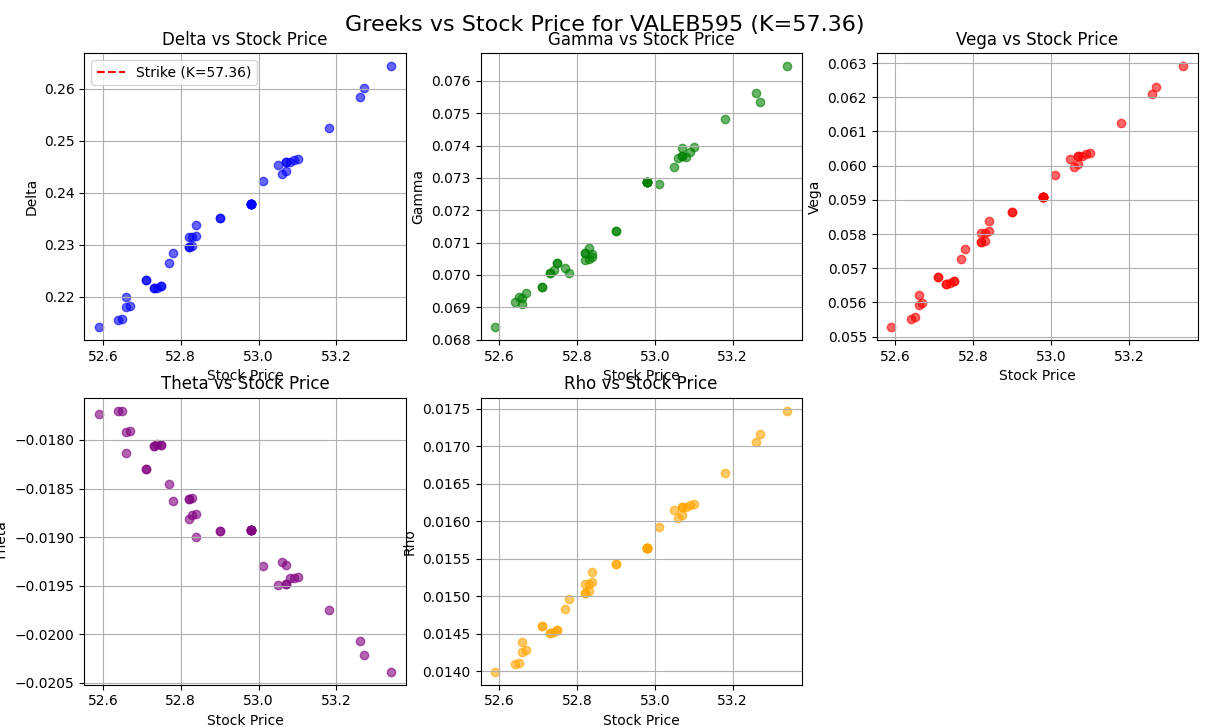 Greeks vs Stock Price for VALEB595 (K=57.36)
Delta vs Stock Price
Strike (K=57.36)
Delta
0.26
0.25
0.24
0.23
0.22
52.6 52.8 53.0 53.2
Stock Price
Gamma vs Stock Price
Gamma
0.076
0.075
0.074
0.073
0.072
0.071
0.070
0.069
0.068
52.6 52.8 53.0 53.2
Stock Price
Vega vs Stock Price
Vega
0.063
0.062
0.061
0.060
0.059
0.058
0.057
0.056
0.055
52.6 52.8 53.0 53.2
Stock Price
Theta vs Stock Price
Theta
−0.0180
−0.0185
−0.0190
−0.0195
−0.0200
−0.0205
52.6 52.8 53.0 53.2
Stock Price
Rho vs Stock Price
Rho
0.0175
0.0170
0.0165
0.0160
0.0155
0.0150
0.0145
0.0140
52.6 52.8 53.0 53.2
Stock Price